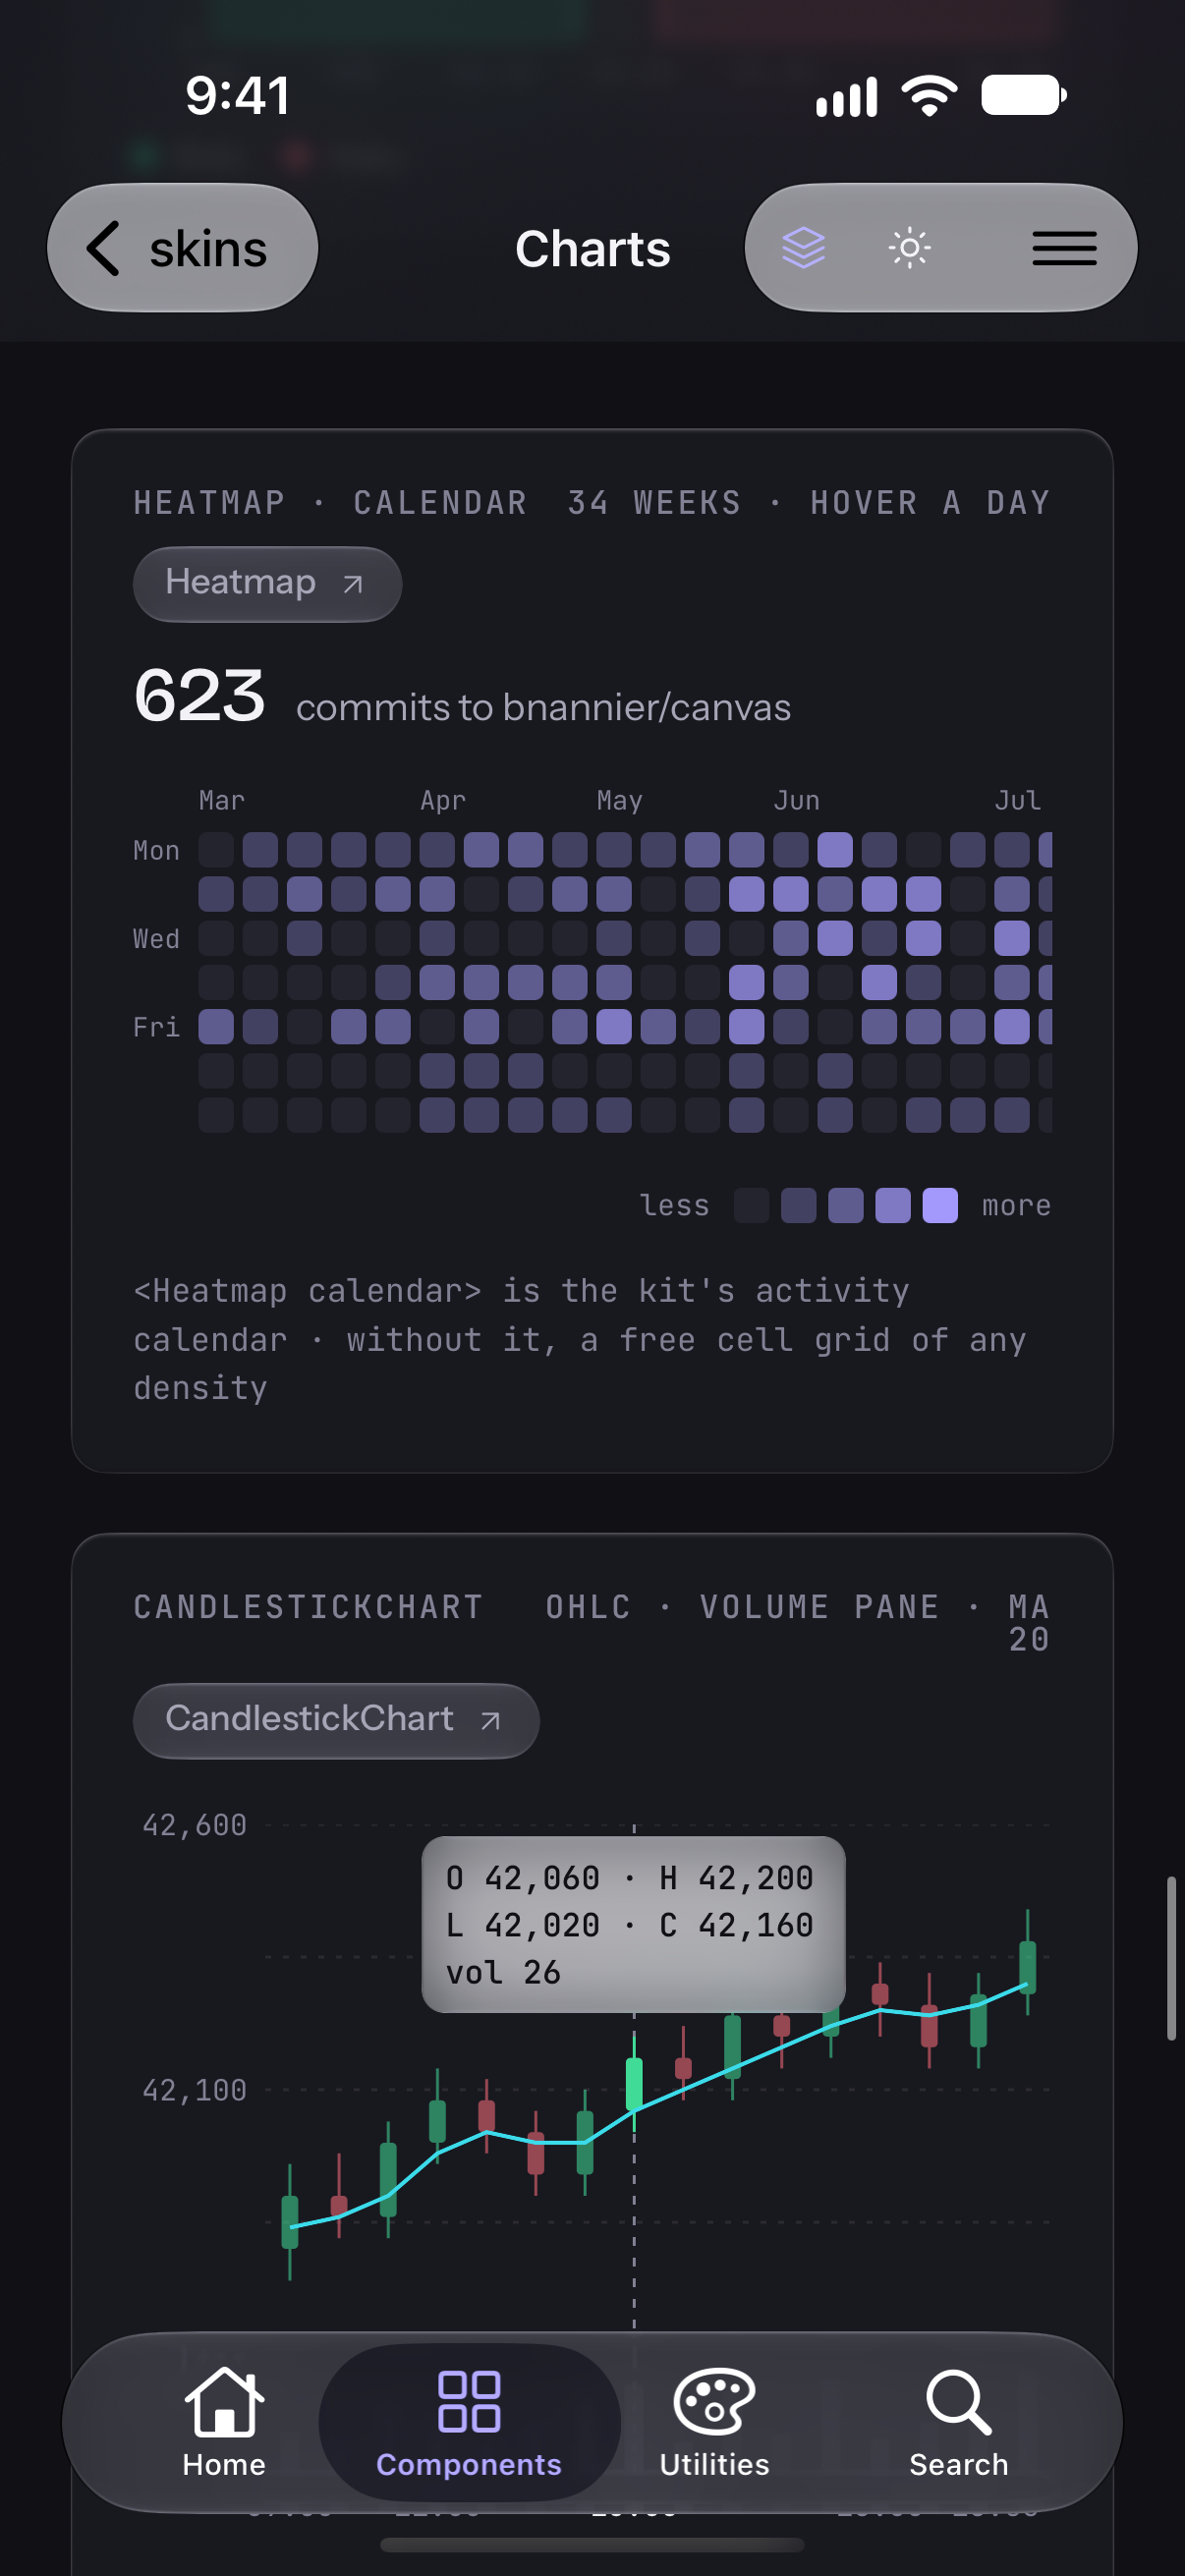 9:41
skins
Charts
HEATMAP · CALENDAR 34 WEEKS · HOVER A DAY
Heatmap
623 commits to bnannier/canvas
Mar Apr May Jun Jul
Mon
Wed
Fri
less more
<Heatmap calendar> is the kit's activity
calendar · without it, a free cell grid of any
density
CANDLESTICKCHART OHLC · VOLUME PANE · MA
20
CandlestickChart
42,600
O 42,060 · H 42,200
L 42,020 · C 42,160
vol 26
42,100
Home Components Utilities Search